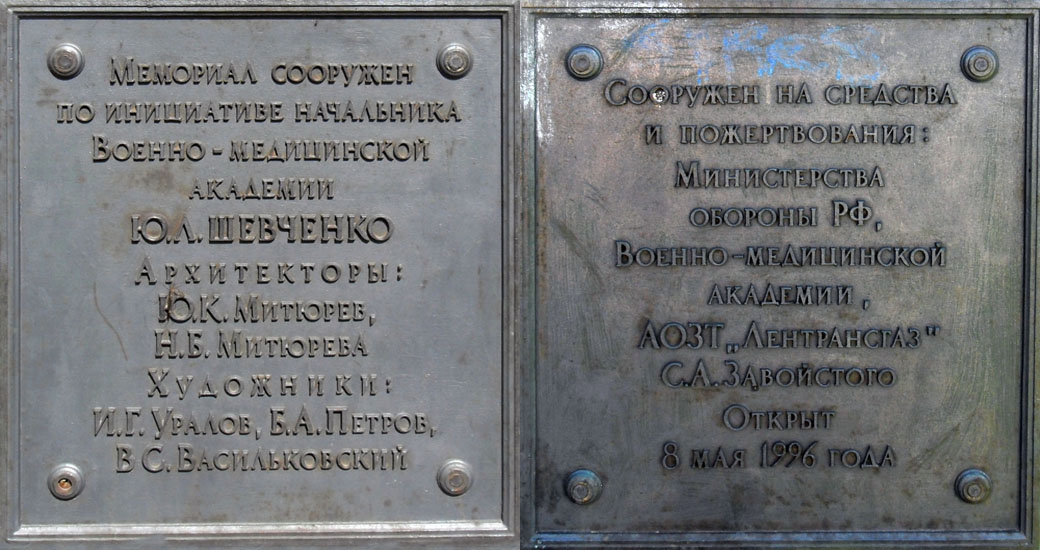 Мемориал сооружен
по инициативе начальника
Военно-медицинской
академии
Ю.Л. Шевченко
Архитекторы:
Ю.К. Митюрев,
Н.Б. Митюрева
Художники:
И.Г. Уралов, Б.А. Петров,
В С. Васильковский
Сооружен на средства
и пожертвования:
Министерства
обороны РФ,
Военно-медицинской
академии,
АОЗТ „Лентрансгаз"
С.А. Завойстого
Открыт
8 мая 1996 года